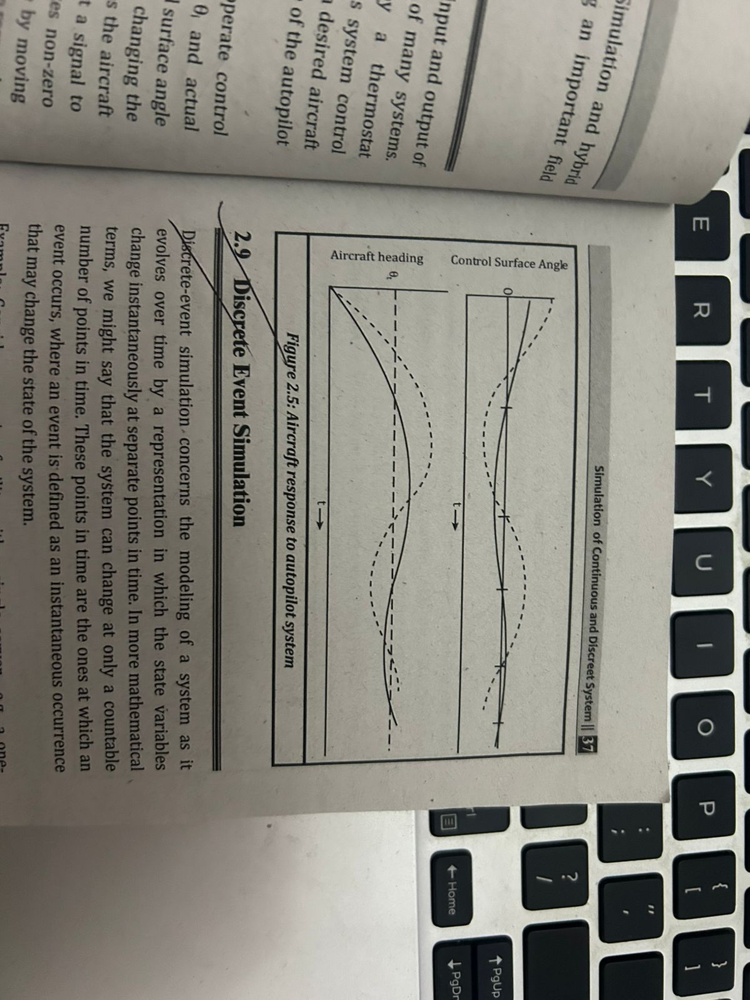 Simulation and hybrid
an important field
input and output of
of many systems.
a thermostat
system control
desired aircraft
of the autopilot
operate control
θᵢ and actual
surface angle
changing the
the aircraft
a signal to
non-zero
by moving
Simulation of Continuous and Discreet System || 37
Control Surface Angle
0
t →
Aircraft heading
θᵢ
t →
Figure 2.5: Aircraft response to autopilot system
2.9 Discrete Event Simulation
Discrete-event simulation concerns the modeling of a system as it
evolves over time by a representation in which the state variables
change instantaneously at separate points in time. In more mathematical
terms, we might say that the system can change at only a countable
number of points in time. These points in time are the ones at which an
event occurs, where an event is defined as an instantaneous occurrence
that may change the state of the system.
E
R
T
Y
U
I
O
P
{ [
} ]
: ;
" '
? /
← Home
↑ PgUp
↓ PgDn